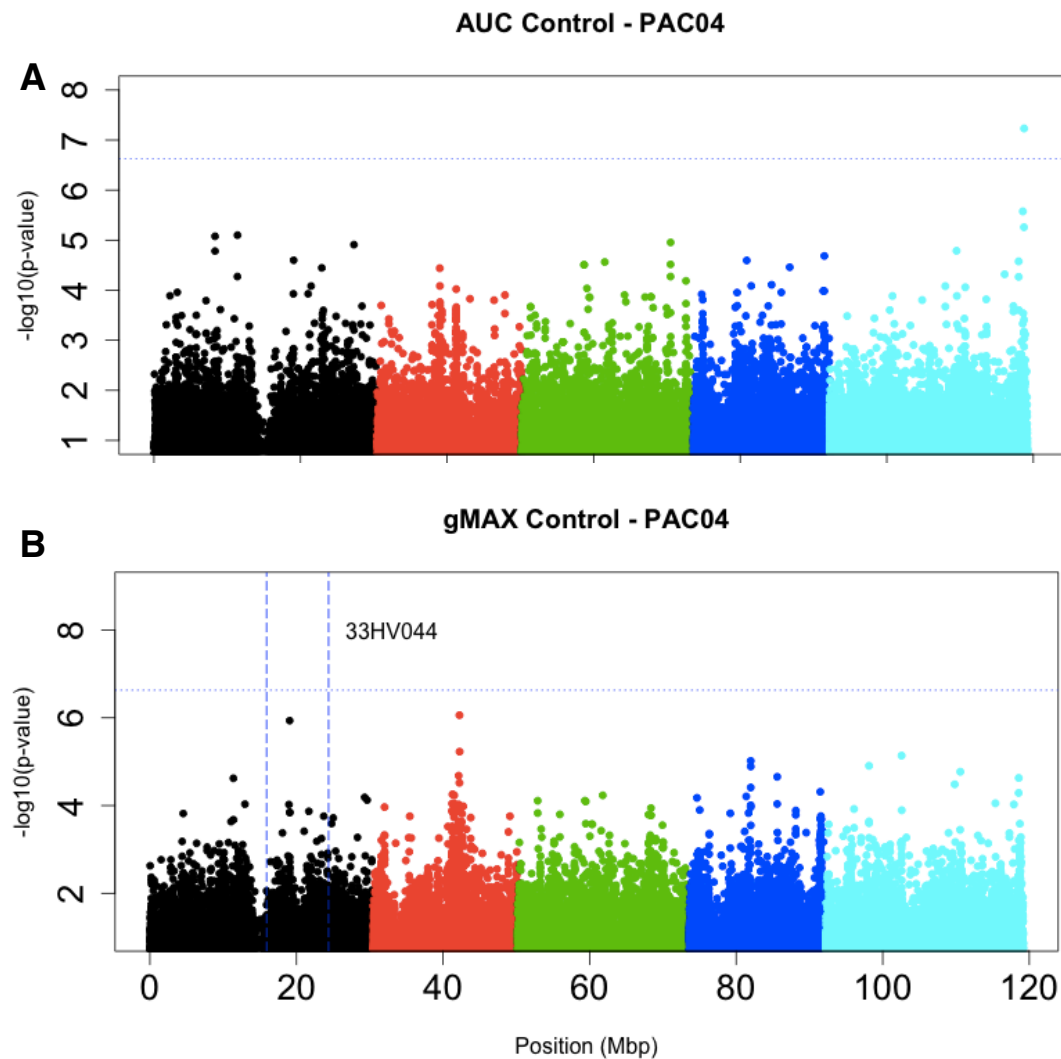 AUC Control - PAC04
A
8
7
6
5
4
3
2
1
-log10(p-value)
gMAX Control - PAC04
B
33HV044
8
6
4
2
-log10(p-value)
0 20 40 60 80 100 120
Position (Mbp)